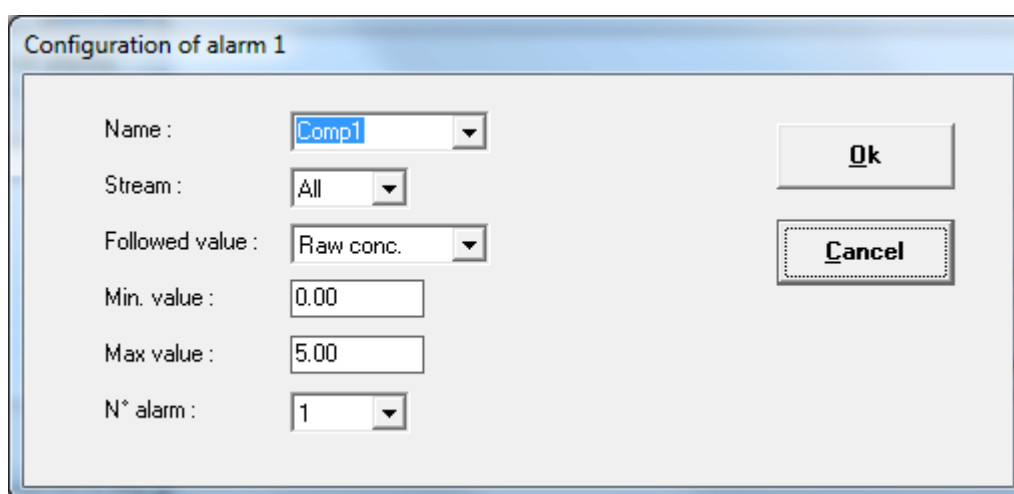 Configuration of alarm 1
Name : Comp1
Stream : All
Followed value : Raw conc.
Min. value : 0.00
Max value : 5.00
N° alarm : 1
Ok
Cancel